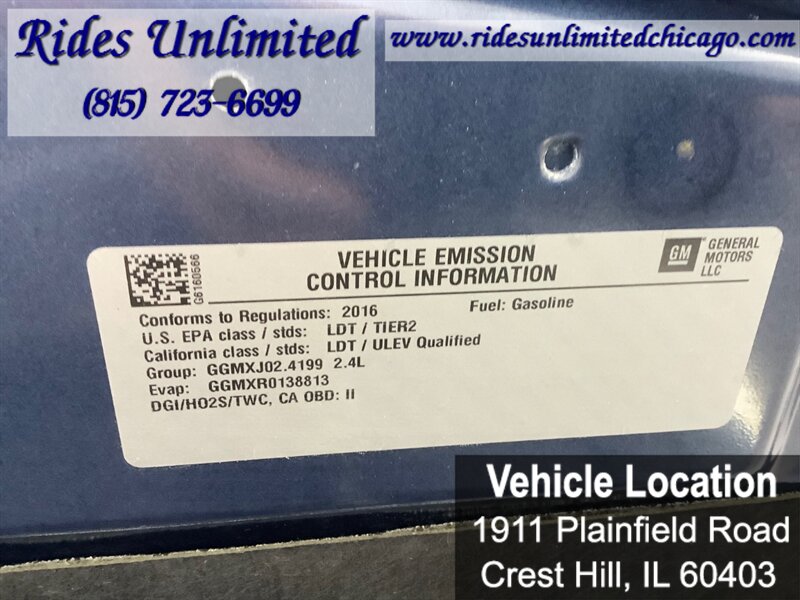 Rides Unlimited
(815) 723-6699
www.ridesunlimitedchicago.com
G6160566
VEHICLE EMISSION
CONTROL INFORMATION
GM
GENERAL
MOTORS
LLC
Conforms to Regulations: 2016 Fuel: Gasoline
U.S. EPA class / stds: LDT / TIER2
California class / stds: LDT / ULEV Qualified
Group: GGMXJ02.4199 2.4L
Evap: GGMXR0138813
DGI/HO2S/TWC, CA OBD: II
Vehicle Location
1911 Plainfield Road
Crest Hill, IL 60403